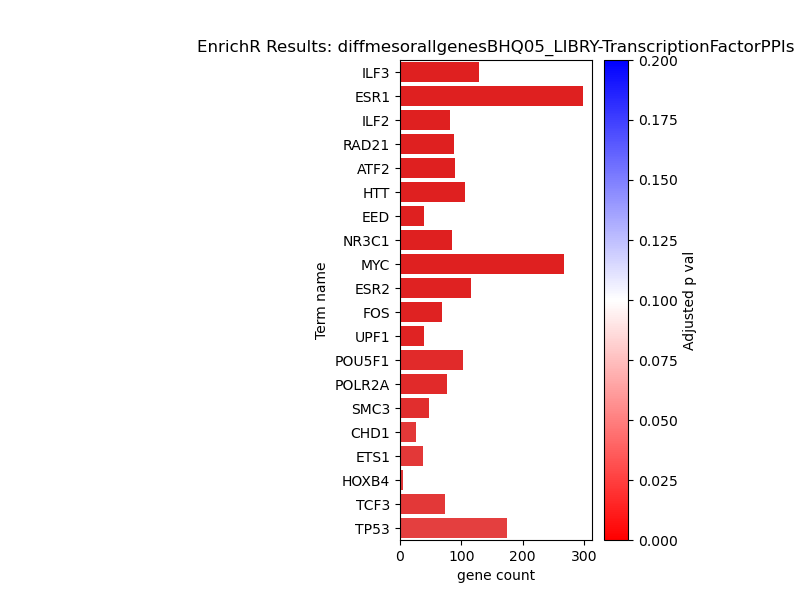 EnrichR Results: diffmesorallgenesBHQ05_LIBRY-TranscriptionFactorPPIs
Term name
ILF3
ESR1
ILF2
RAD21
ATF2
HTT
EED
NR3C1
MYC
ESR2
FOS
UPF1
POU5F1
POLR2A
SMC3
CHD1
ETS1
HOXB4
TCF3
TP53
0 100 200 300
gene count
0.200
0.175
0.150
0.125
0.100
0.075
0.050
0.025
0.000
Adjusted p val